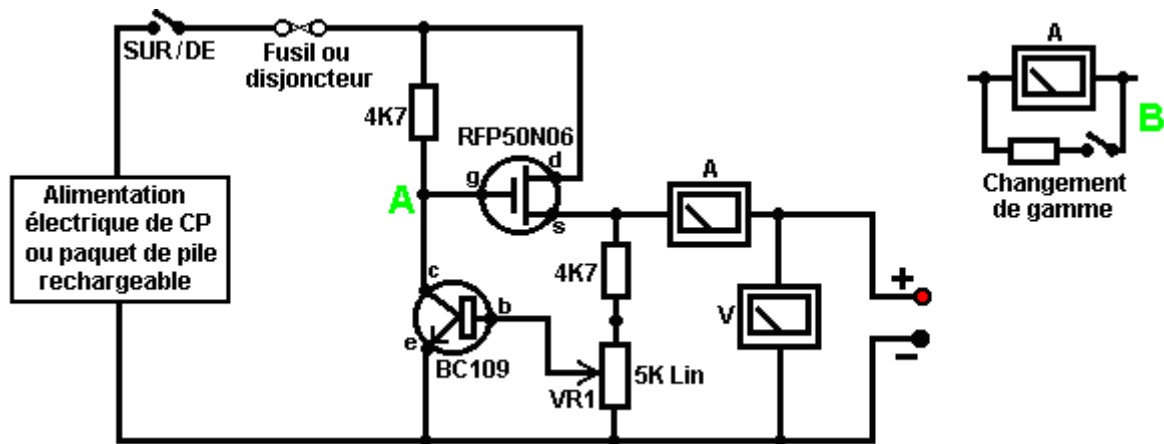 SUR/DE
Fusil ou
disjoncteur
4K7
RFP50N06
d
g
s
A
A
A
B
Changement
de gamme
Alimentation
électrique de CP
ou paquet de pile
rechargeable
c
b
e
BC109
4K7
VR1
5K Lin
V
+
−